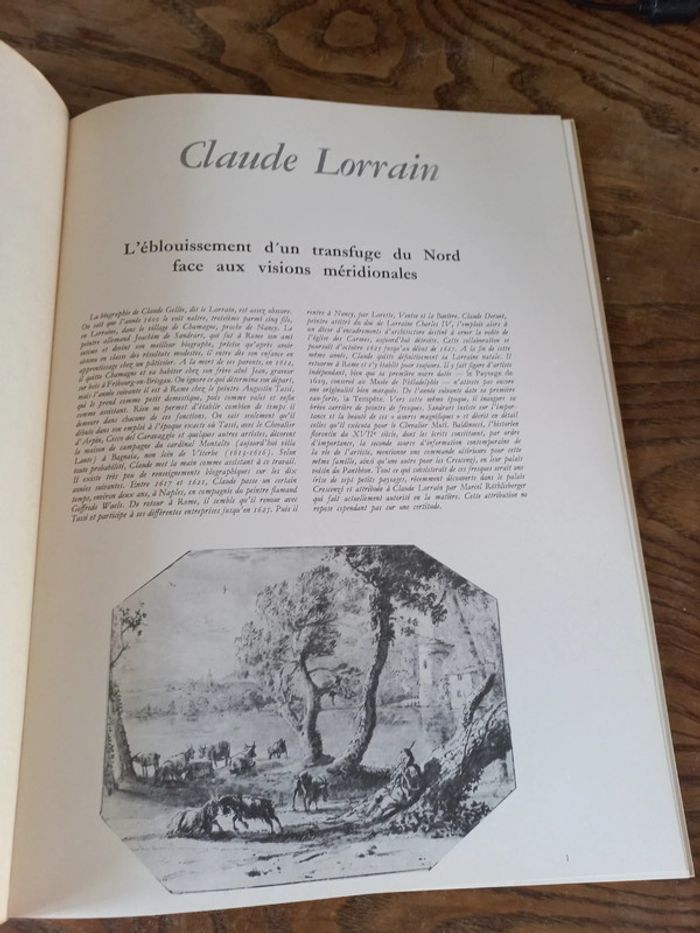 Claude Lorrain
L'éblouissement d'un transfuge du Nord
face aux visions méridionales
La biographie de Claude Gellée, dit le Lorrain, est assez obscure.
On sait que l'année 1600 le voit naître, troisième parmi cinq fils,
en Lorraine, dans le village de Chamagne, proche de Nancy. Le
peintre allemand Joachim de Sandrart, qui fut à Rome son ami
intime et devint son meilleur biographe, précise qu'après avoir
obtenu en classe des résultats modestes, il entre dès son enfance en
apprentissage chez un pâtissier. A la mort de ses parents, en 1612,
il quitte Chamagne et va habiter chez son frère aîné Jean, graveur
sur bois à Fribourg-en-Brisgau. On ignore ce qui détermina son départ,
mais l'année suivante il est à Rome chez le peintre Augustin Tassi,
qui le prend comme petit domestique, puis comme valet et enfin
comme assistant. Rien ne permet d'établir combien de temps il
demeure dans chacune de ses fonctions. On sait seulement qu'il
débute dans son emploi à l'époque exacte où Tassi, avec le Chevalier
d'Arpin, Cecco del Caravaggio et quelques autres artistes, décorent
la maison de campagne du cardinal Montalto (aujourd'hui villa
Lante) à Bagnaia, non loin de Viterbe (1613-1616). Selon
toute probabilité, Claude met la main comme assistant à ce travail.
Il existe très peu de renseignements biographiques sur les dix
années suivantes. Entre 1617 et 1621, Claude passe un certain
temps, environ deux ans, à Naples, en compagnie du peintre flamand
Goffredo Waels. De retour à Rome, il semble qu'il renoue avec
Tassi et participe à ses différentes entreprises jusqu'en 1625. Puis il
rentre à Nancy, par Lorette, Venise et la Bavière. Claude Deruet,
peintre attitré du duc de Lorraine Charles IV, l'emploie alors à
un décor d'encadrements d'architecture destiné à orner la voûte de
l'église des Carmes, aujourd'hui détruite. Cette collaboration se
poursuit d'octobre 1625 jusqu'en août de 1627. A la fin de cette
même année, Claude quitte définitivement sa Lorraine natale. Il
retourne à Rome et s'y établit pour toujours. Il y fait figure d'artiste
indépendant, bien que sa première œuvre datée — le Paysage de
1629, conservé au Musée de Philadelphie — n'atteste pas encore
une originalité bien marquée. De l'année suivante date sa première
eau-forte, la Tempête. Vers cette même époque, il inaugure sa
brève carrière de peintre de fresques. Sandrart insiste sur l'impor-
tance et la beauté de ces « œuvres magnifiques » et décrit en détail
celles qu'il exécuta pour le Chevalier Muti. Baldinucci, l'historien
florentin du XVIIe siècle, dont les écrits constituent, par ordre
d'importance, la seconde source d'information contemporaine de
la vie de l'artiste, mentionne une commande ultérieure pour cette
même famille, ainsi qu'une autre pour les Crescenzi, en leur palais
voisin du Panthéon. Tout ce qui subsisterait de ces fresques serait une
frise de sept petits paysages, récemment découverte dans le palais
Crescenzi et attribuée à Claude Lorrain par Marcel Röthlisberger
qui fait actuellement autorité en la matière. Cette attribution ne
repose cependant pas sur une certitude.
1